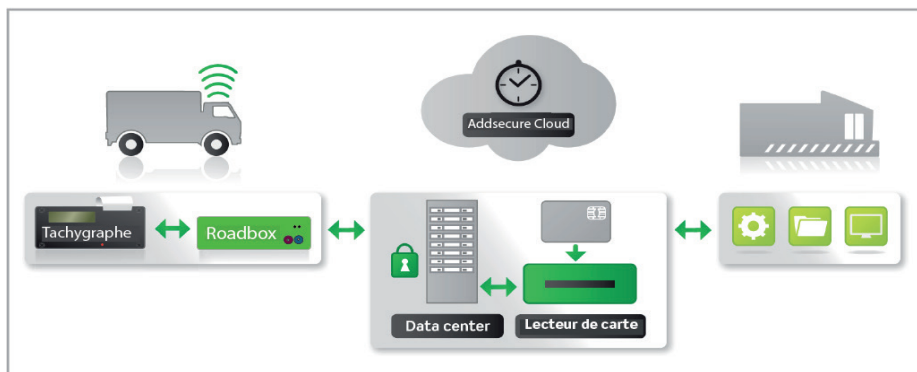 Addsecure Cloud
Tachygraphe
Roadbox
Data center
Lecteur de carte